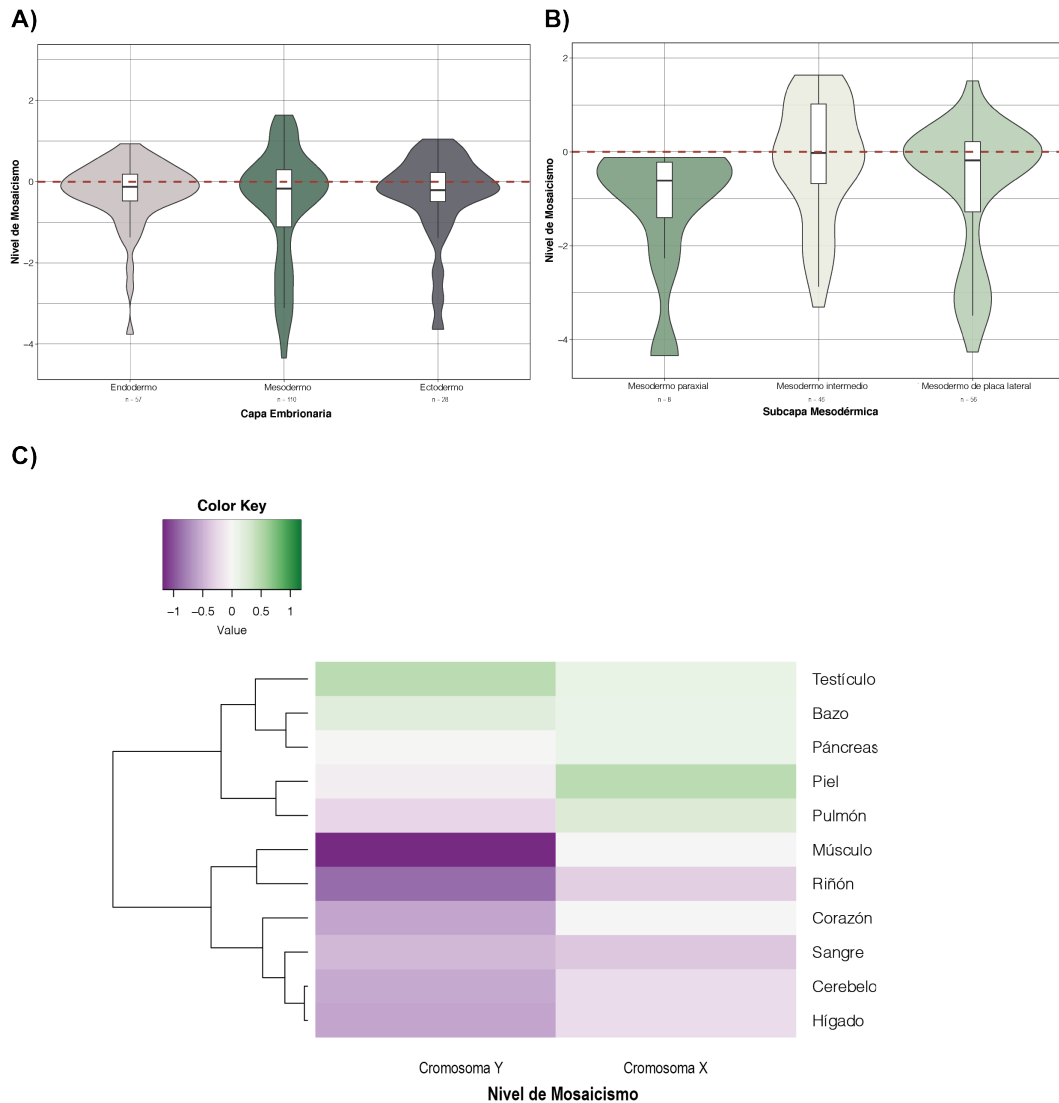 A)
Nivel de Mosaicismo
2
0
−2
−4
Endodermo
Mesodermo
Ectodermo
n − 57
n − 110
n − 28
Capa Embrionaria
B)
Nivel de Mosaicismo
2
0
−2
−4
Mesodermo paraxial
Mesodermo intermedio
Mesodermo de placa lateral
n − 8
n − 46
n − 56
Subcapa Mesodérmica
C)
Color Key
−1 −0.5 0 0.5 1
Value
Testículo
Bazo
Páncreas
Piel
Pulmón
Músculo
Riñón
Corazón
Sangre
Cerebelo
Hígado
Cromosoma Y
Cromosoma X
Nivel de Mosaicismo